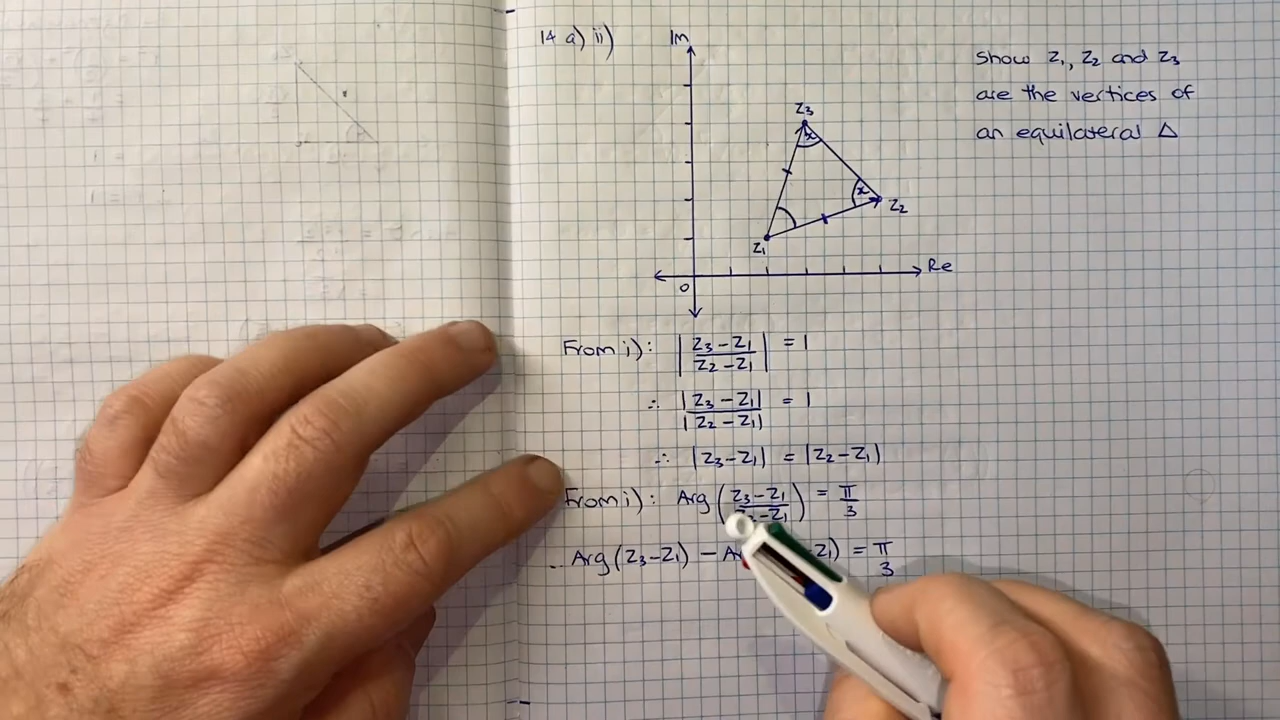 14 a) ii)
Im
Show Z₁, Z₂ and Z₃
are the vertices of
an equilateral Δ
Z₃
x
x
Z₂
Z₁
Re
0
From i): |Z₃ - Z₁ / Z₂ - Z₁| = 1
∴ |Z₃ - Z₁| / |Z₂ - Z₁| = 1
∴ |Z₃ - Z₁| = |Z₂ - Z₁|
From i): Arg (Z₃ - Z₁ / Z₂ - Z₁) = π/3
Arg (Z₃ - Z₁) - Z₁) = π/3